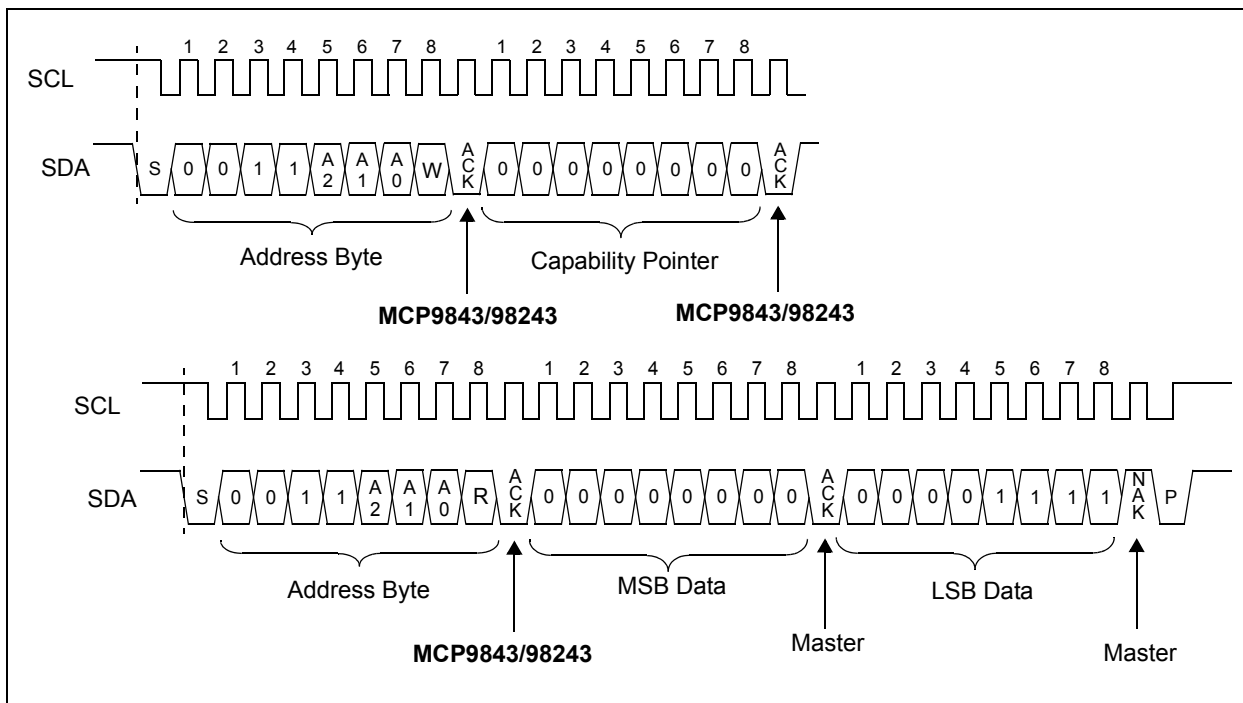 1 2 3 4 5 6 7 8 1 2 3 4 5 6 7 8
SCL
SDA S 0 0 1 1 A2 A1 A0 W ACK 0 0 0 0 0 0 0 0 ACK
Address Byte Capability Pointer
MCP9843/98243 MCP9843/98243
1 2 3 4 5 6 7 8 1 2 3 4 5 6 7 8 1 2 3 4 5 6 7 8
SCL
SDA S 0 0 1 1 A2 A1 A0 R ACK 0 0 0 0 0 0 0 0 ACK 0 0 0 0 1 1 1 1 NAK P
Address Byte MSB Data LSB Data
MCP9843/98243 Master Master